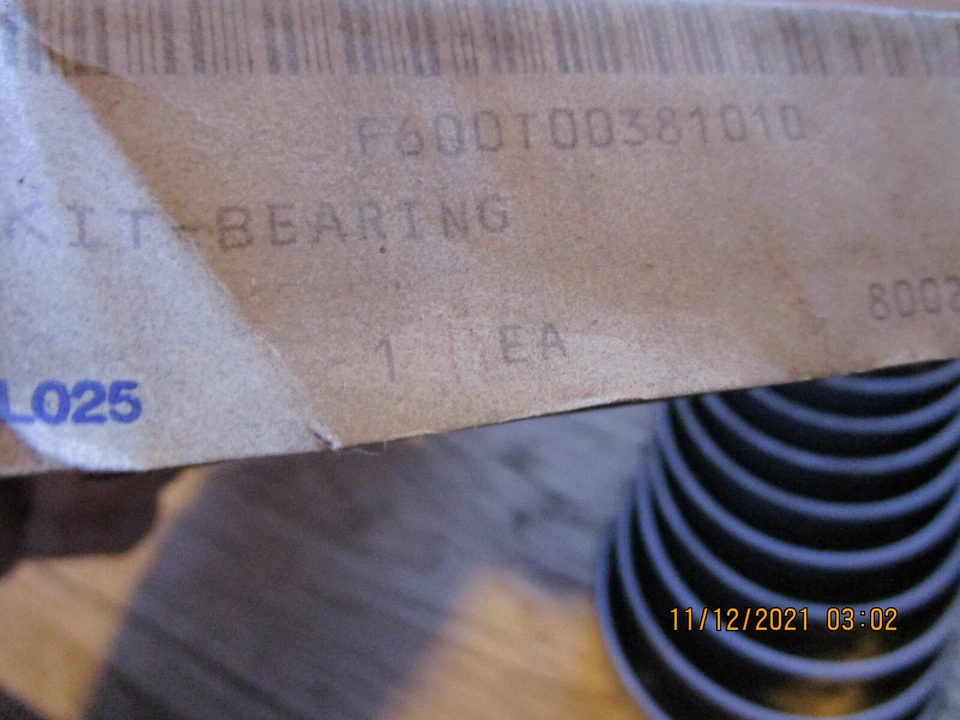 F600T00381010
KIT-BEARING
1 EA
8002
L025
11/12/2021 03:02